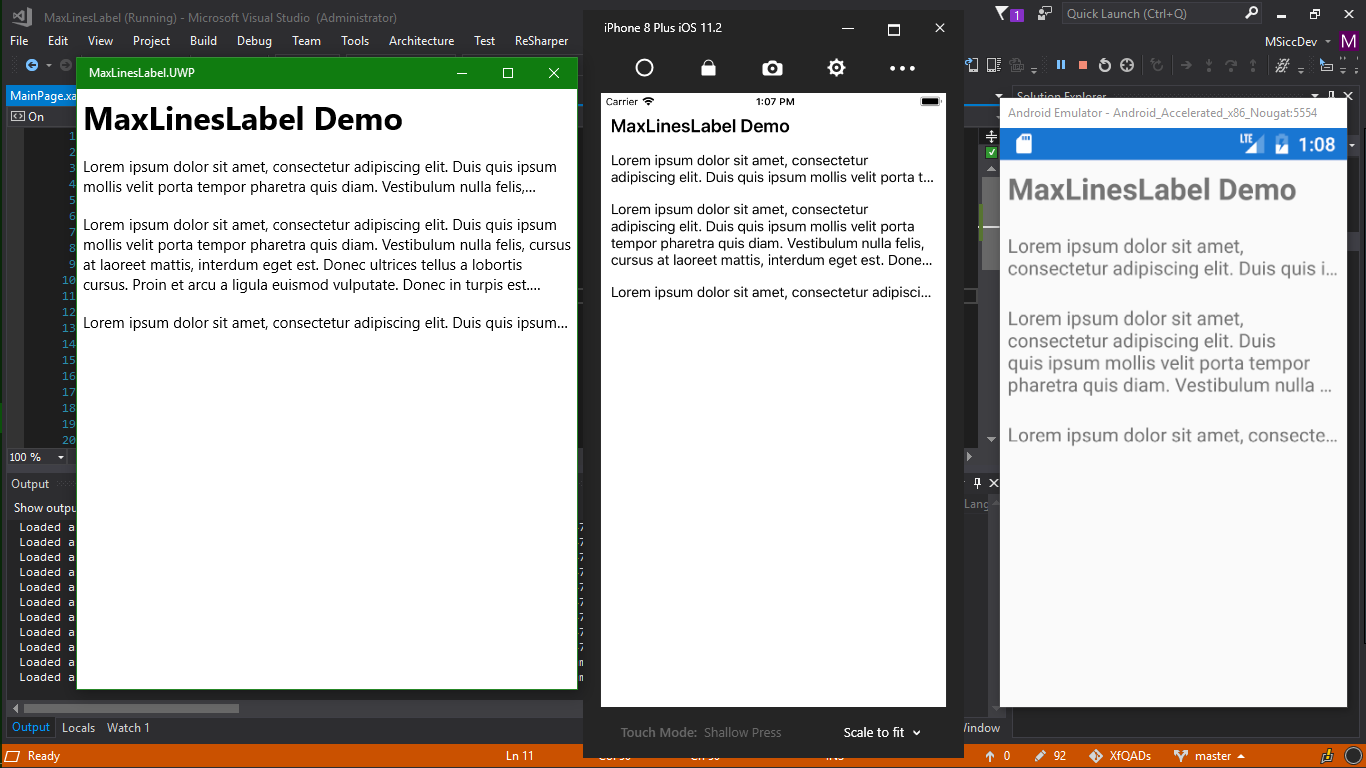 MaxLinesLabel (Running) - Microsoft Visual Studio (Administrator)
1
Quick Launch (Ctrl+Q)
File Edit View Project Build Debug Team Tools Architecture Test ReSharper
MSiccDev M
MainPage.xa
Solution Explorer
On
1
2
3
4
5
6
7
8
9
10
11
12
13
14
15
16
17
18
19
20
100 %
Output
Show outpu
Lang
Loaded a
Loaded a
Loaded a
Loaded a
Loaded a
Loaded a
Loaded a
Loaded a
Loaded a
Loaded a
Loaded a
Output Locals Watch 1
Window
Ready
Ln 11
INS
0
92
XfQADs
master
MaxLinesLabel.UWP
MaxLinesLabel Demo
Lorem ipsum dolor sit amet, consectetur adipiscing elit. Duis quis ipsum
mollis velit porta tempor pharetra quis diam. Vestibulum nulla felis,...
Lorem ipsum dolor sit amet, consectetur adipiscing elit. Duis quis ipsum
mollis velit porta tempor pharetra quis diam. Vestibulum nulla felis, cursus
at laoreet mattis, interdum eget est. Donec ultrices tellus a lobortis
cursus. Proin et arcu a ligula euismod vulputate. Donec in turpis est....
Lorem ipsum dolor sit amet, consectetur adipiscing elit. Duis quis ipsum...
iPhone 8 Plus iOS 11.2
Carrier 1:07 PM
MaxLinesLabel Demo
Lorem ipsum dolor sit amet, consectetur
adipiscing elit. Duis quis ipsum mollis velit porta t...
Lorem ipsum dolor sit amet, consectetur
adipiscing elit. Duis quis ipsum mollis velit porta
tempor pharetra quis diam. Vestibulum nulla felis,
cursus at laoreet mattis, interdum eget est. Done...
Lorem ipsum dolor sit amet, consectetur adipisci...
Touch Mode: Shallow Press
Scale to fit
Android Emulator - Android_Accelerated_x86_Nougat:5554
LTE 1:08
MaxLinesLabel Demo
Lorem ipsum dolor sit amet,
consectetur adipiscing elit. Duis quis i...
Lorem ipsum dolor sit amet,
consectetur adipiscing elit. Duis
quis ipsum mollis velit porta tempor
pharetra quis diam. Vestibulum nulla ...
Lorem ipsum dolor sit amet, consecte...